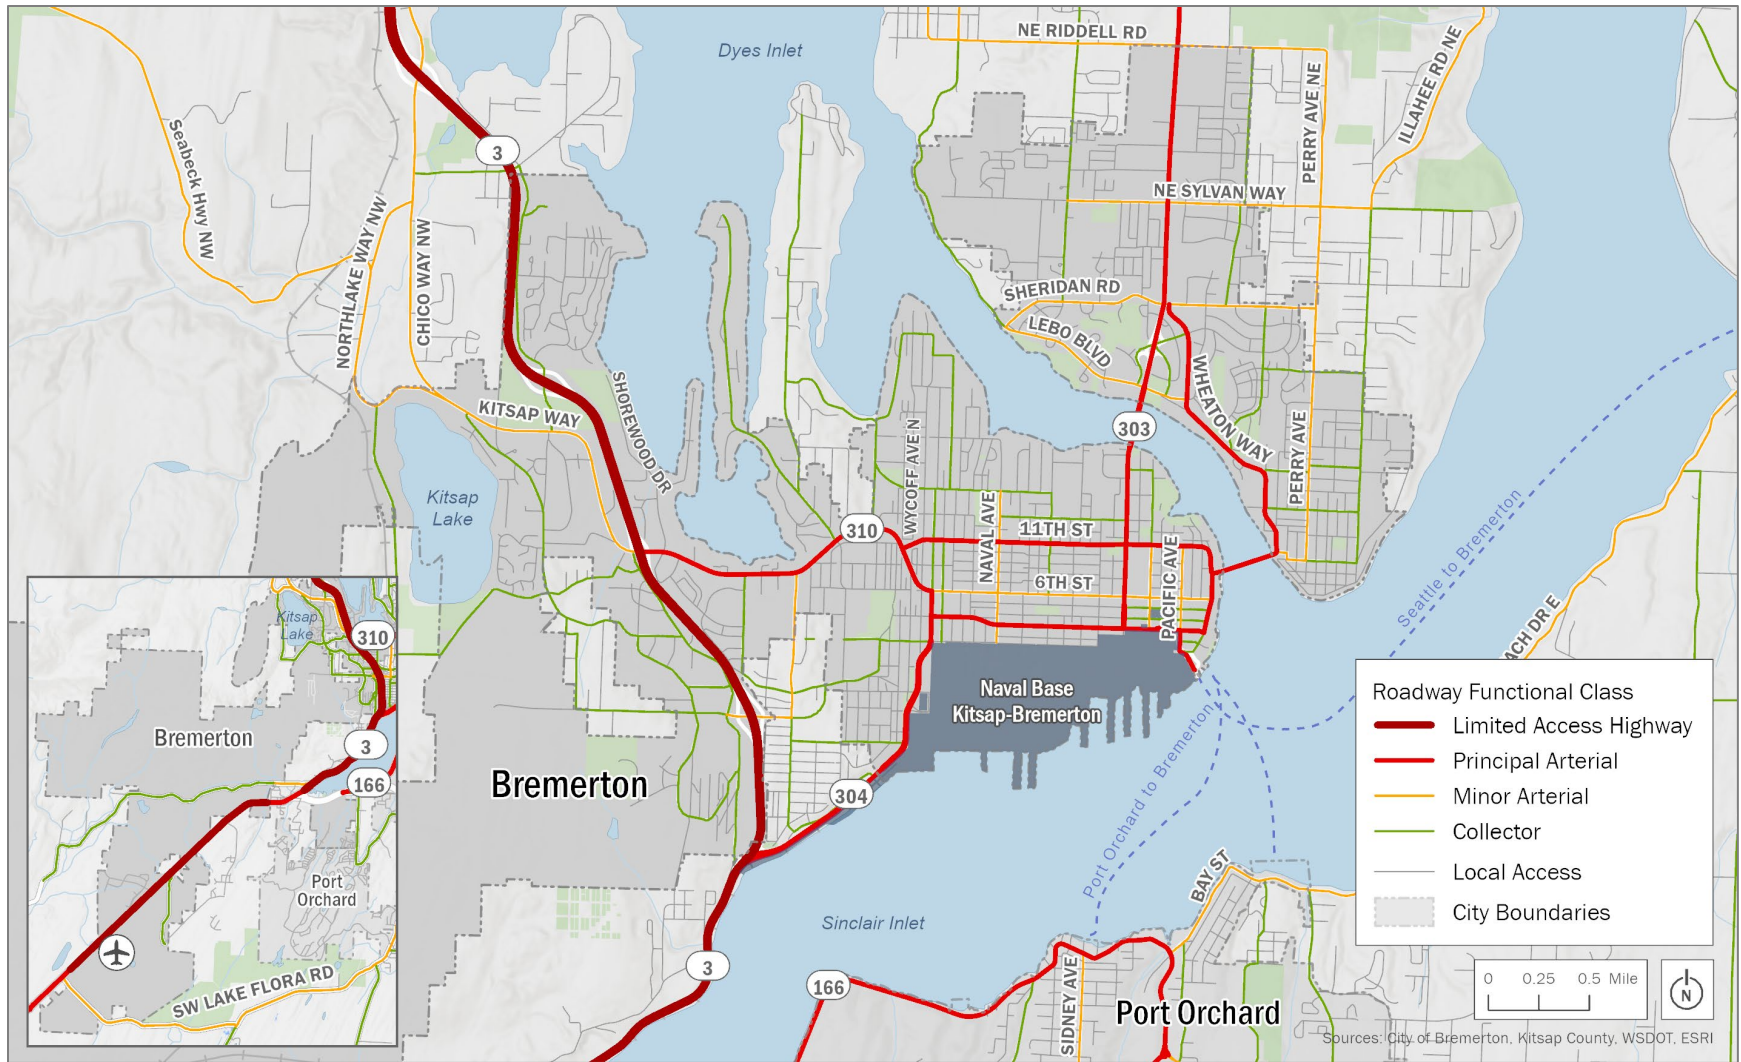 Dyes Inlet
NE RIDDELL RD
PERRY AVE NE
ILLAHEE RD NE
Seabeck Hwy NW
3
NE SYLVAN WAY
NORTHLAKE WAY NW
CHICO WAY NW
SHERIDAN RD
LEBO BLVD
WHEATON WAY
KITSAP WAY
SHOREWOOD DR
303
WYCOFF AVE N
PERRY AVE
Kitsap
Lake
310
NAVAL AVE
11TH ST
PACIFIC AVE
6TH ST
Seattle to Bremerton
ACH DR E
Naval Base
Kitsap-Bremerton
Port Orchard to Bremerton
Bremerton
304
BAY ST
Sinclair Inlet
3
166
SIDNEY AVE
Port Orchard
Kitsap
Lake
310
Bremerton
3
166
Port
Orchard
SW LAKE FLORA RD
Roadway Functional Class
Limited Access Highway
Principal Arterial
Minor Arterial
Collector
Local Access
City Boundaries
0 0.25 0.5 Mile
N
Sources: City of Bremerton, Kitsap County, WSDOT, ESRI